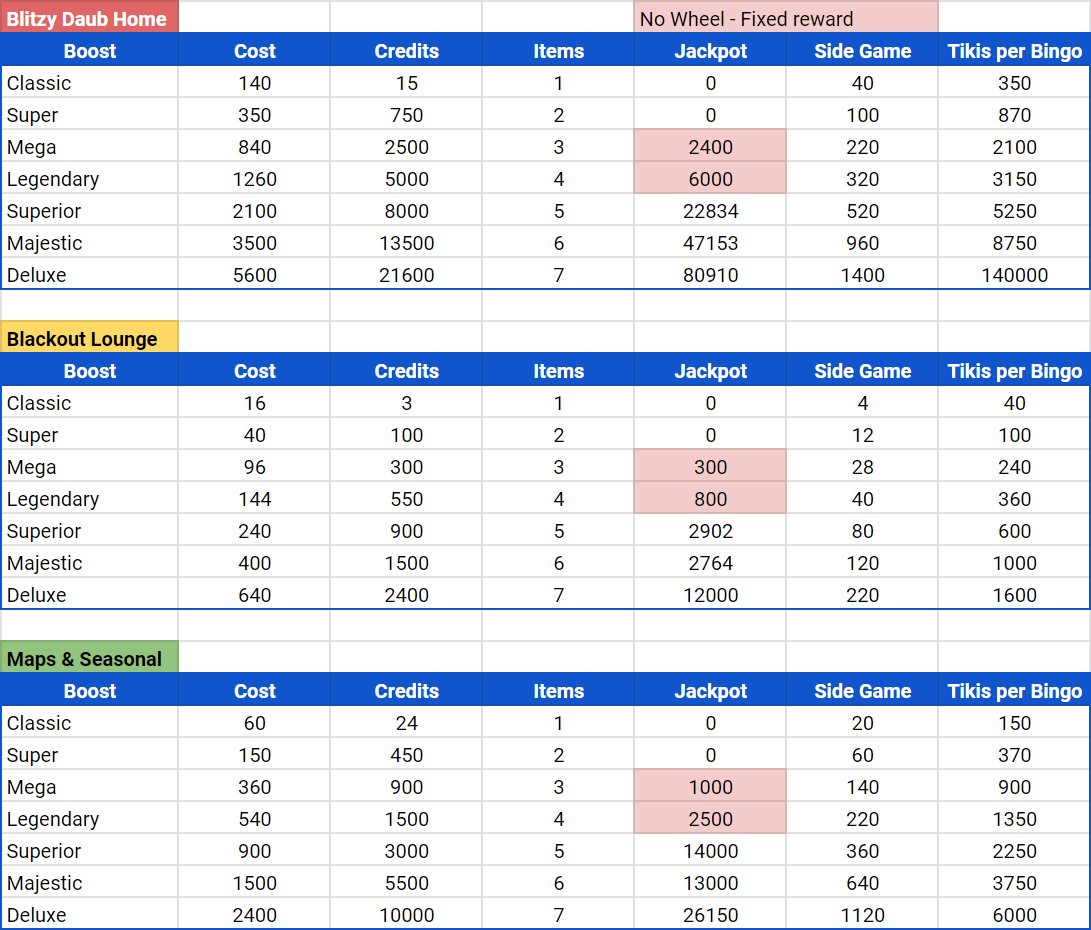 Blitzy Daub Home No Wheel - Fixed reward
Boost Cost Credits Items Jackpot Side Game Tikis per Bingo
Classic 140 15 1 0 40 350
Super 350 750 2 0 100 870
Mega 840 2500 3 2400 220 2100
Legendary 1260 5000 4 6000 320 3150
Superior 2100 8000 5 22834 520 5250
Majestic 3500 13500 6 47153 960 8750
Deluxe 5600 21600 7 80910 1400 140000
Blackout Lounge
Boost Cost Credits Items Jackpot Side Game Tikis per Bingo
Classic 16 3 1 0 4 40
Super 40 100 2 0 12 100
Mega 96 300 3 300 28 240
Legendary 144 550 4 800 40 360
Superior 240 900 5 2902 80 600
Majestic 400 1500 6 2764 120 1000
Deluxe 640 2400 7 12000 220 1600
Maps & Seasonal
Boost Cost Credits Items Jackpot Side Game Tikis per Bingo
Classic 60 24 1 0 20 150
Super 150 450 2 0 60 370
Mega 360 900 3 1000 140 900
Legendary 540 1500 4 2500 220 1350
Superior 900 3000 5 14000 360 2250
Majestic 1500 5500 6 13000 640 3750
Deluxe 2400 10000 7 26150 1120 6000